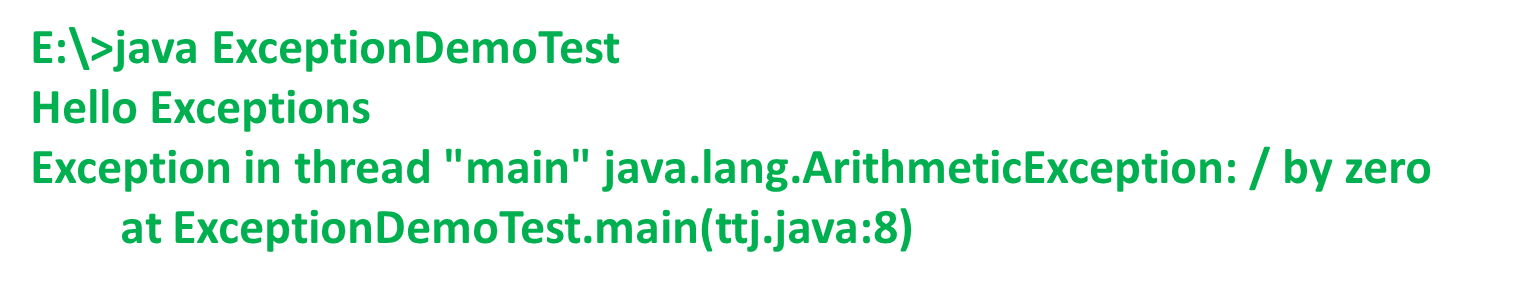 E:\>java ExceptionDemoTest
Hello Exceptions
Exception in thread "main" java.lang.ArithmeticException: / by zero
at ExceptionDemoTest.main(ttj.java:8)